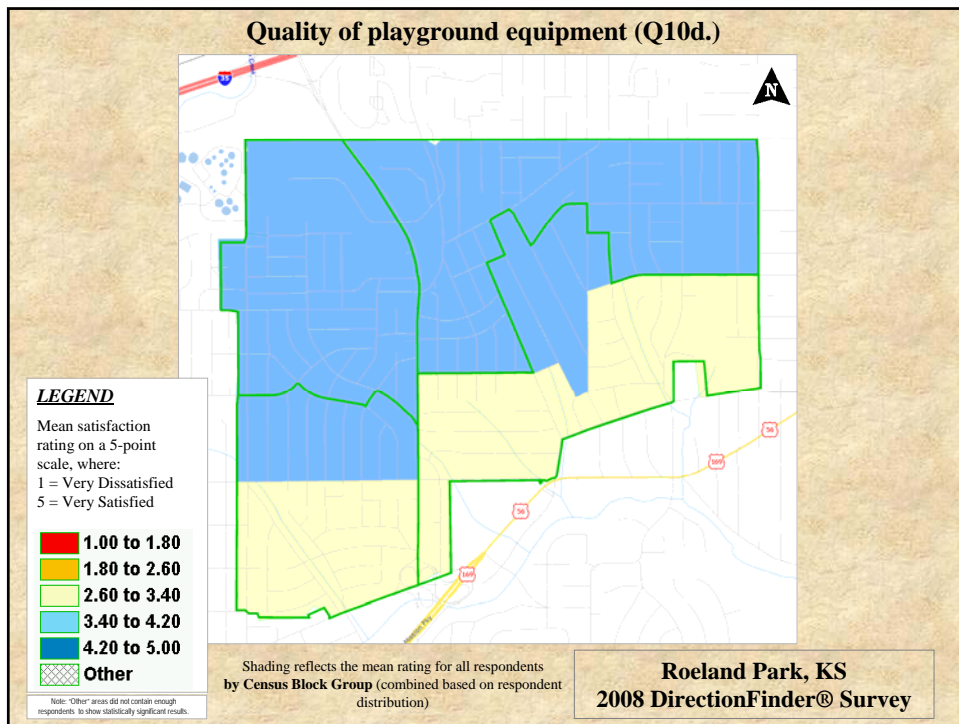 Quality of playground equipment (Q10d.)
35
N
LEGEND
Mean satisfaction
rating on a 5-point
scale, where:
1 = Very Dissatisfied
5 = Very Satisfied
1.00 to 1.80
1.80 to 2.60
2.60 to 3.40
3.40 to 4.20
4.20 to 5.00
Other
Note: "Other" areas did not contain enough
respondents to show statistically significant results.
56
169
56
169
Shading reflects the mean rating for all respondents
by Census Block Group (combined based on respondent
distribution)
Roeland Park, KS
2008 DirectionFinder® Survey